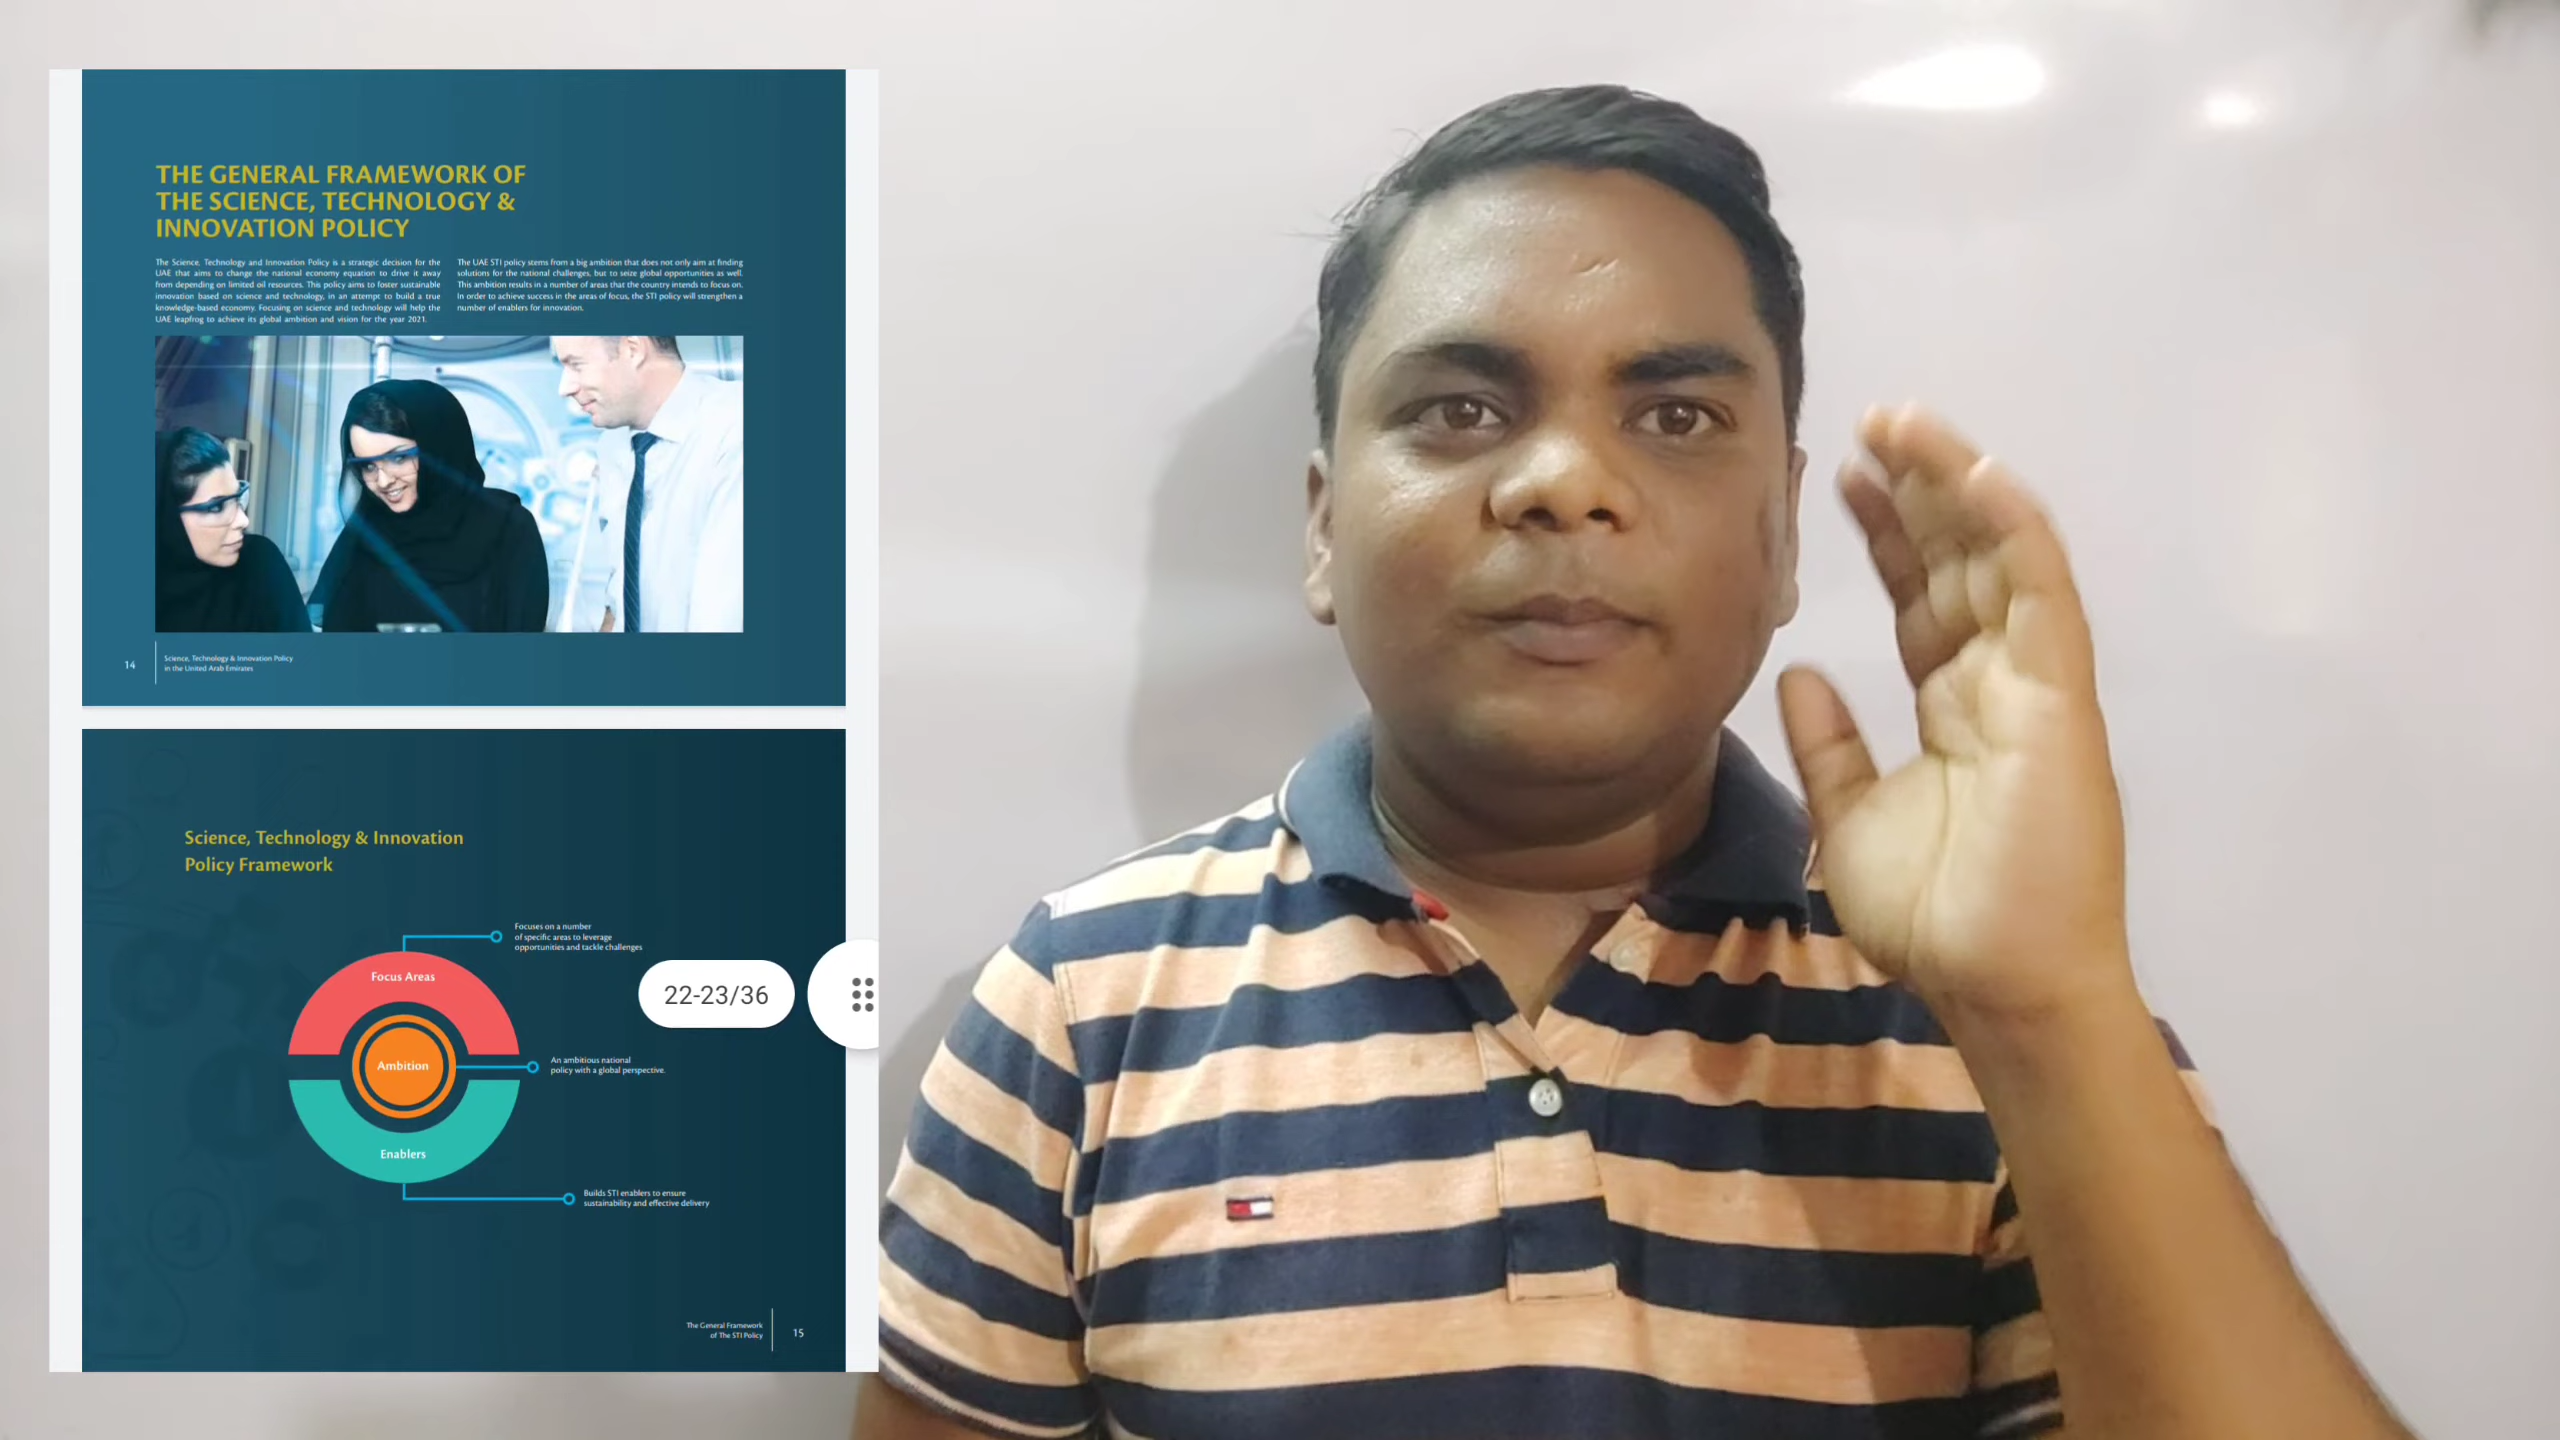 THE GENERAL FRAMEWORK OF
THE SCIENCE, TECHNOLOGY &
INNOVATION POLICY
The Science, Technology and Innovation Policy is a strategic decision for the
UAE that aims to change the national economy equation to drive it away
from depending on limited oil resources. This policy aims to foster sustainable
innovation based on science and technology, in an attempt to build a true
knowledge-based economy. Focusing on science and technology will help the
UAE leapfrog to achieve its global ambition and vision for the year 2021.
The UAE STI policy stems from a big ambition that does not only aim at finding
solutions for the national challenges, but to seize global opportunities as well.
This ambition results in a number of areas that the country intends to focus on.
In order to achieve success in the areas of focus, the STI policy will strengthen a
number of enablers for innovation.
14
Science, Technology & Innovation Policy
in the United Arab Emirates
Science, Technology & Innovation
Policy Framework
Focuses on a number
of specific areas to leverage
opportunities and tackle challenges
Focus Areas
22-23/36
Ambition
An ambitious national
policy with a global perspective.
Enablers
Builds STI enablers to ensure
sustainability and effective delivery
The General Framework
of The STI Policy
15